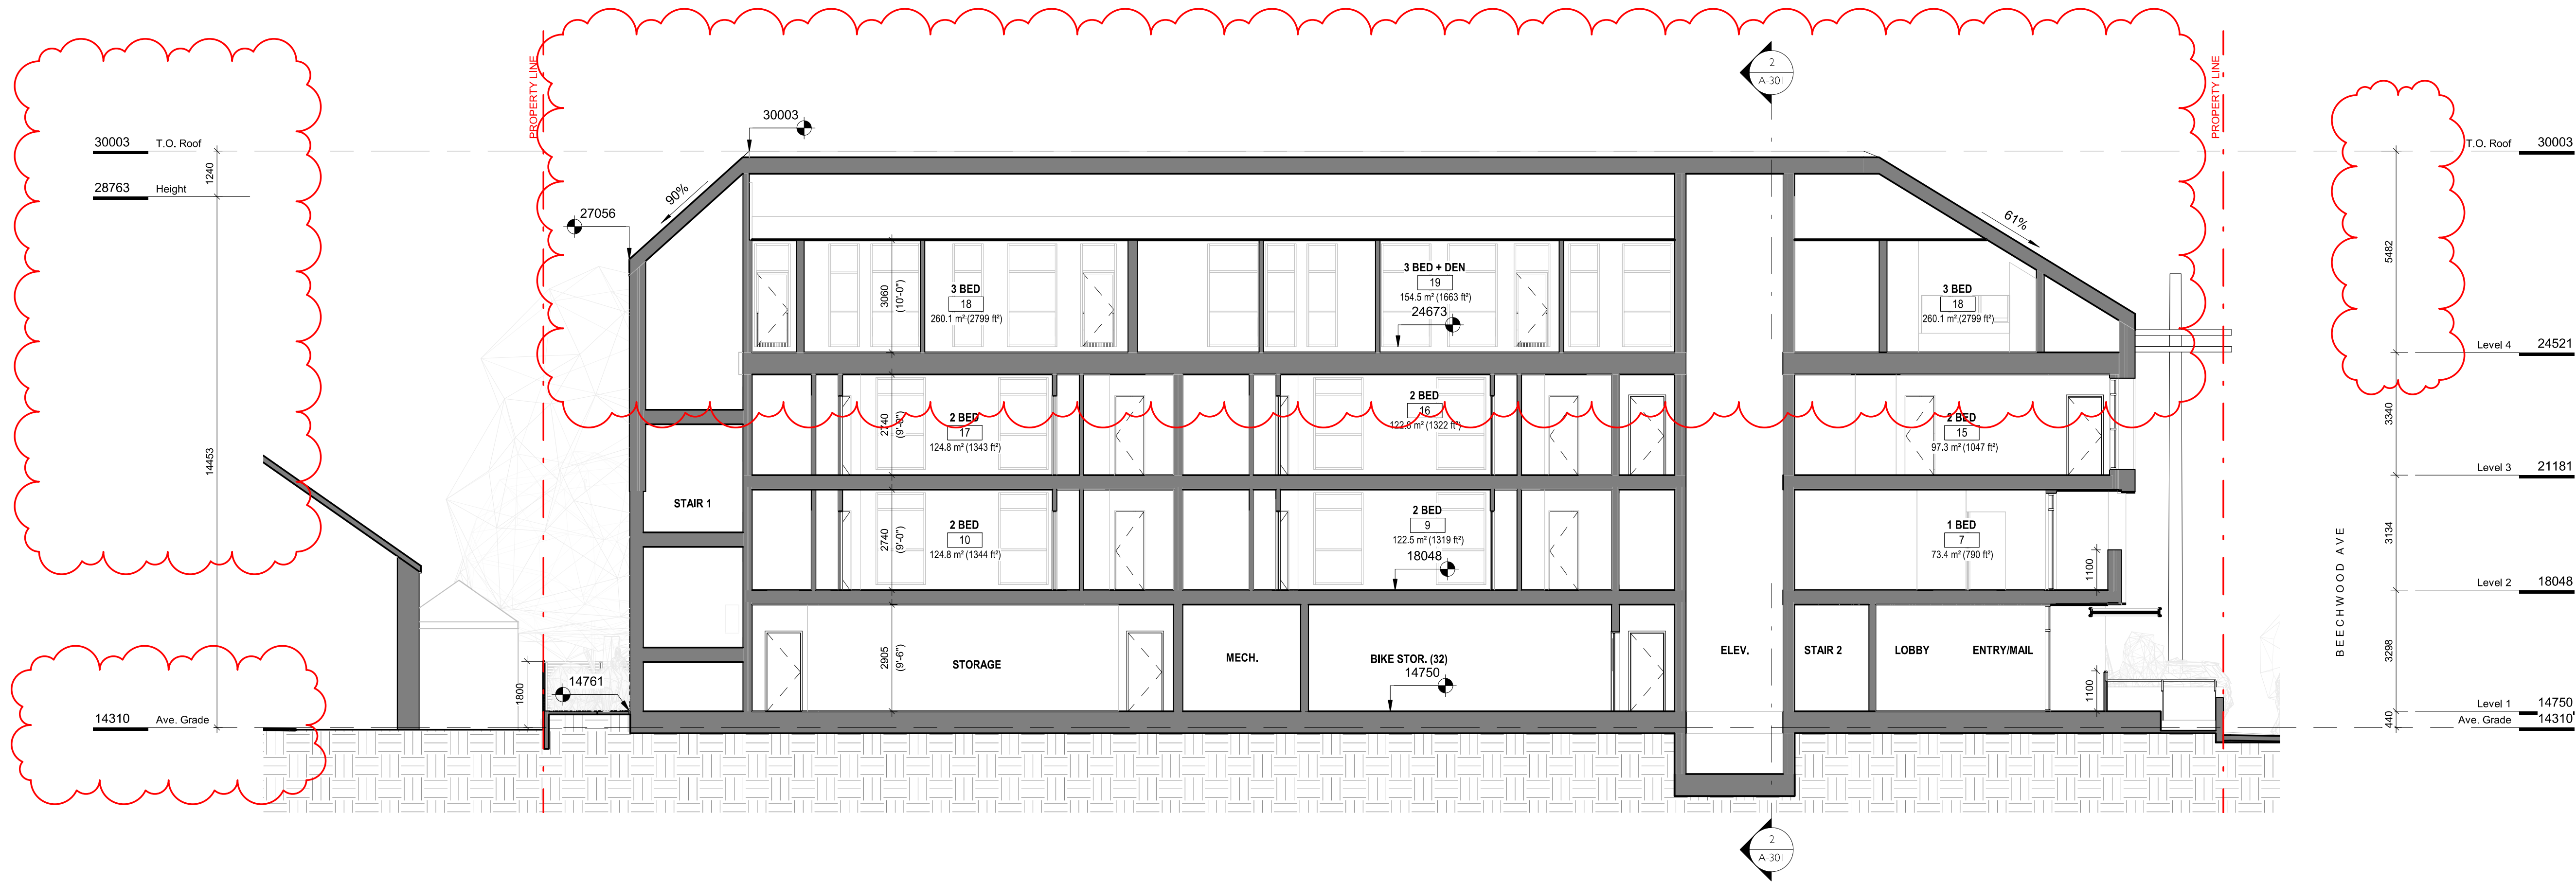 PROPERTY LINE
PROPERTY LINE
2
A-301
30003
30003 T.O. Roof
T.O. Roof 30003
1240
28763 Height
90%
27056
61%
5482
3 BED + DEN
19
154.5 m² (1663 ft²)
24673
3 BED
18
260.1 m² (2799 ft²)
3060
(10'-0")
3 BED
18
260.1 m² (2799 ft²)
Level 4 24521
2 BED
17
124.8 m² (1343 ft²)
2740
(9'-0")
2 BED
16
122.8 m² (1322 ft²)
2 BED
15
97.3 m² (1047 ft²)
3340
14453
Level 3 21181
STAIR 1
2 BED
10
124.8 m² (1344 ft²)
2740
(9'-0")
2 BED
9
122.5 m² (1319 ft²)
18048
1 BED
7
73.4 m² (790 ft²)
1100
3134
BEECHWOOD AVE
Level 2 18048
2905
(9'-6")
STORAGE
MECH.
BIKE STOR. (32)
14750
ELEV.
STAIR 2
LOBBY
ENTRY/MAIL
1100
3298
1800
14761
14310 Ave. Grade
Level 1 14750
440
Ave. Grade 14310
2
A-301